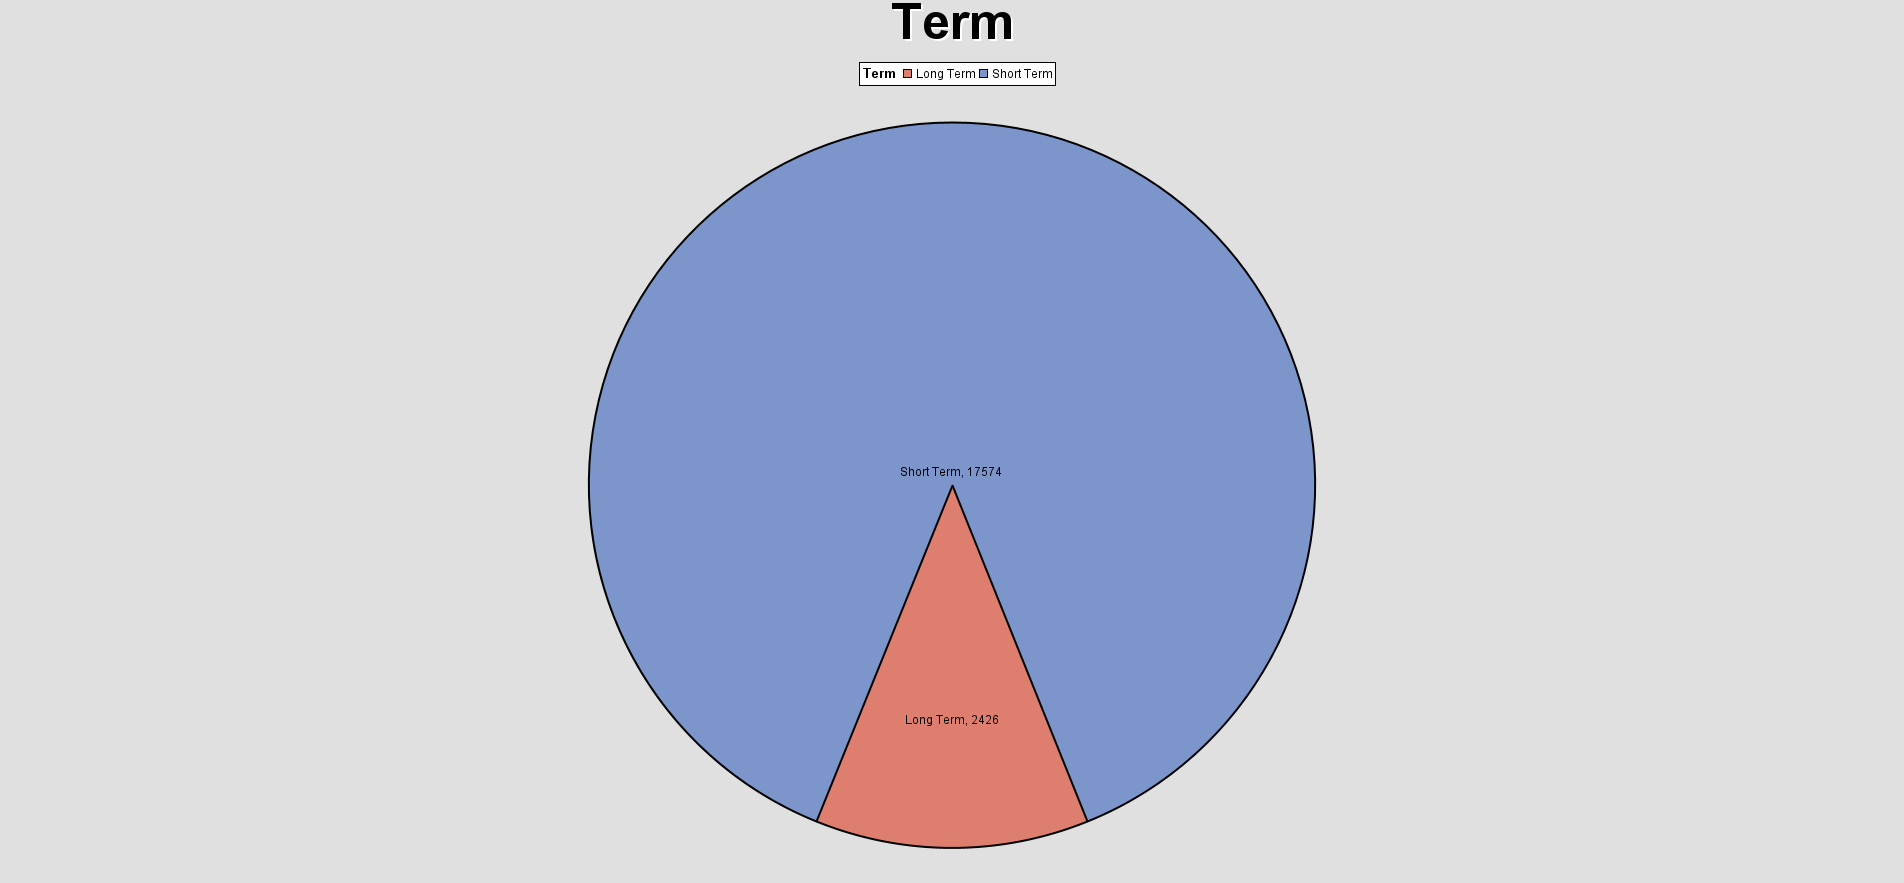 Term
Term Long Term Short Term
Short Term, 17574
Long Term, 2426